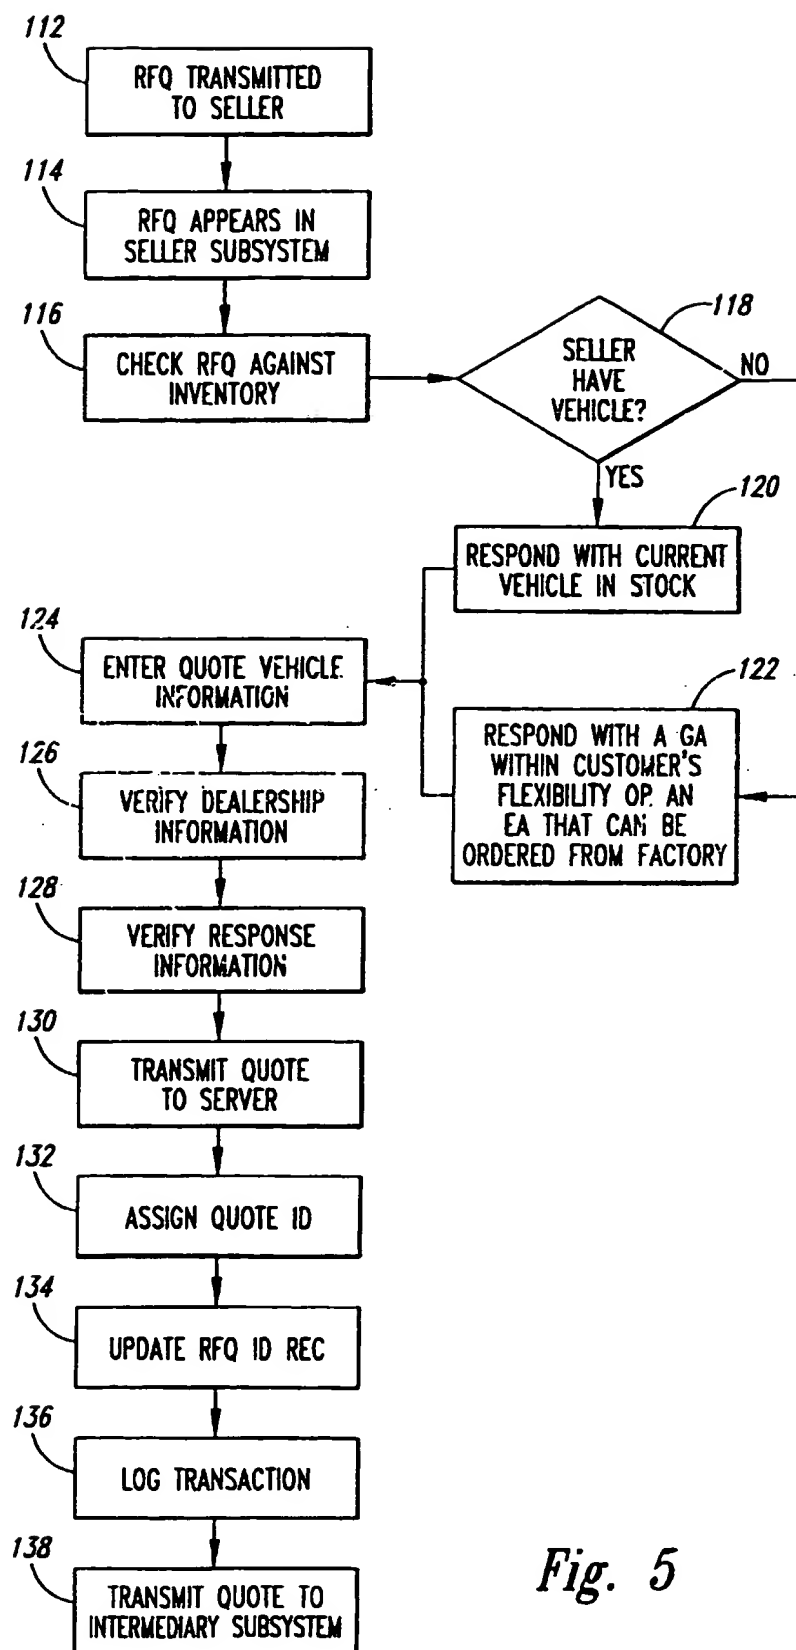 112
RFQ TRANSMITTED
TO SELLER
114
RFQ APPEARS IN
SELLER SUBSYSTEM
116
CHECK RFQ AGAINST
INVENTORY
118
SELLER
HAVE
VEHICLE?
NO
YES
120
RESPOND WITH CURRENT
VEHICLE IN STOCK
122
RESPOND WITH A GA
WITHIN CUSTOMER'S
FLEXIBILITY OR AN
EA THAT CAN BE
ORDERED FROM FACTORY
124
ENTER QUOTE VEHICLE
INFORMATION
126
VERIFY DEALERSHIP
INFORMATION
128
VERIFY RESPONSE
INFORMATION
130
TRANSMIT QUOTE
TO SERVER
132
ASSIGN QUOTE ID
134
UPDATE RFQ ID REC
136
LOG TRANSACTION
138
TRANSMIT QUOTE TO
INTERMEDIARY SUBSYSTEM
Fig. 5